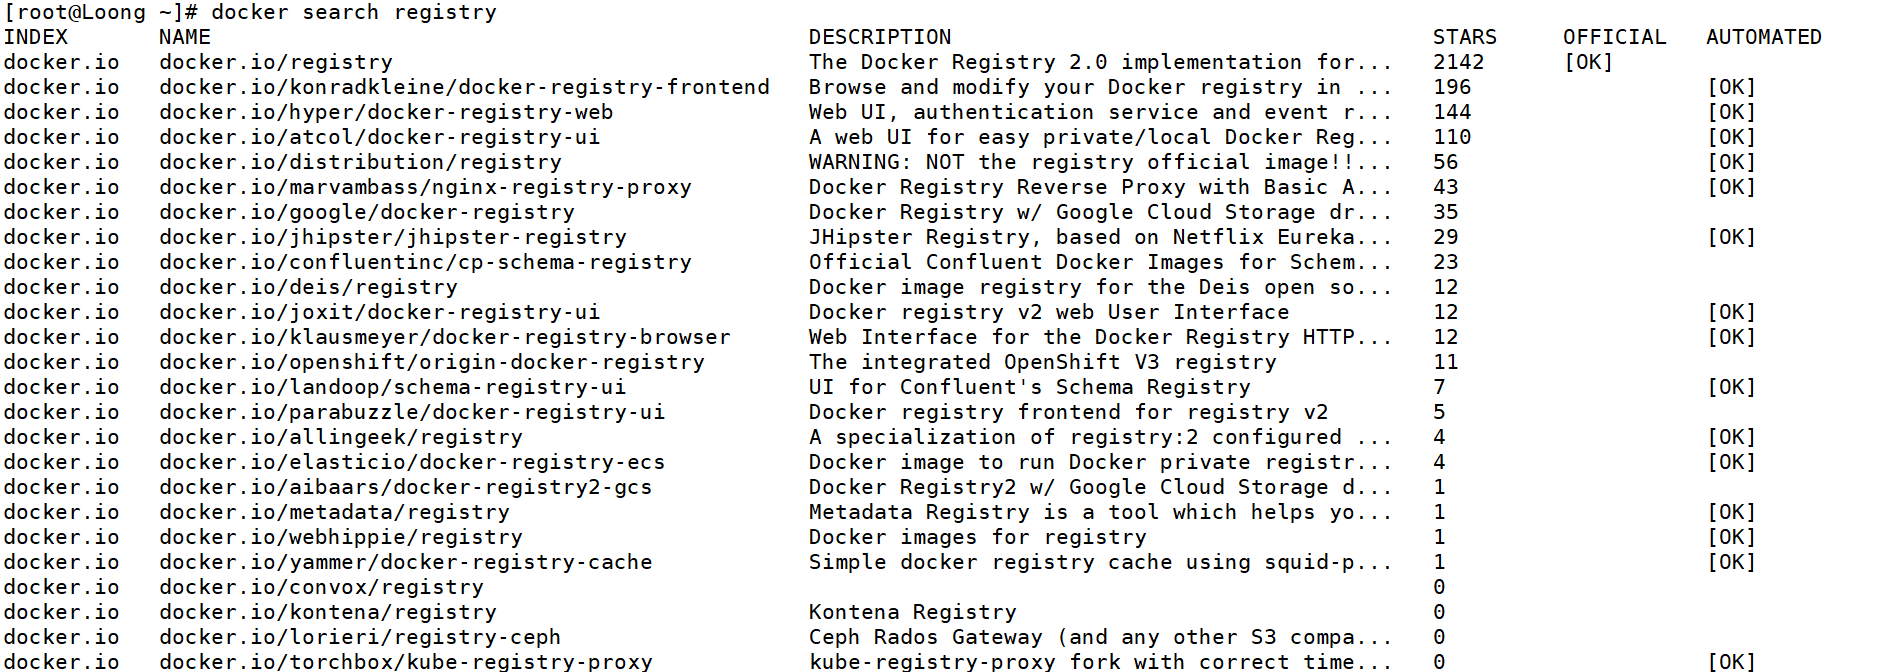 [root@Loong ~]# docker search registry
INDEX NAME DESCRIPTION STARS OFFICIAL AUTOMATED
docker.io docker.io/registry The Docker Registry 2.0 implementation for... 2142 [OK]
docker.io docker.io/konradkleine/docker-registry-frontend Browse and modify your Docker registry in ... 196 [OK]
docker.io docker.io/hyper/docker-registry-web Web UI, authentication service and event r... 144 [OK]
docker.io docker.io/atcol/docker-registry-ui A web UI for easy private/local Docker Reg... 110 [OK]
docker.io docker.io/distribution/registry WARNING: NOT the registry official image!!... 56 [OK]
docker.io docker.io/marvambass/nginx-registry-proxy Docker Registry Reverse Proxy with Basic A... 43 [OK]
docker.io docker.io/google/docker-registry Docker Registry w/ Google Cloud Storage dr... 35
docker.io docker.io/jhipster/jhipster-registry JHipster Registry, based on Netflix Eureka... 29 [OK]
docker.io docker.io/confluentinc/cp-schema-registry Official Confluent Docker Images for Schem... 23
docker.io docker.io/deis/registry Docker image registry for the Deis open so... 12
docker.io docker.io/joxit/docker-registry-ui Docker registry v2 web User Interface 12 [OK]
docker.io docker.io/klausmeyer/docker-registry-browser Web Interface for the Docker Registry HTTP... 12 [OK]
docker.io docker.io/openshift/origin-docker-registry The integrated OpenShift V3 registry 11
docker.io docker.io/landoop/schema-registry-ui UI for Confluent's Schema Registry 7 [OK]
docker.io docker.io/parabuzzle/docker-registry-ui Docker registry frontend for registry v2 5
docker.io docker.io/allingeek/registry A specialization of registry:2 configured ... 4 [OK]
docker.io docker.io/elasticio/docker-registry-ecs Docker image to run Docker private registr... 4 [OK]
docker.io docker.io/aibaars/docker-registry2-gcs Docker Registry2 w/ Google Cloud Storage d... 1
docker.io docker.io/metadata/registry Metadata Registry is a tool which helps yo... 1 [OK]
docker.io docker.io/webhippie/registry Docker images for registry 1 [OK]
docker.io docker.io/yammer/docker-registry-cache Simple docker registry cache using squid-p... 1 [OK]
docker.io docker.io/convox/registry 0
docker.io docker.io/kontena/registry Kontena Registry 0
docker.io docker.io/lorieri/registry-ceph Ceph Rados Gateway (and any other S3 compa... 0
docker.io docker.io/torchbox/kube-registry-proxy kube-registry-proxy fork with correct time... 0 [OK]